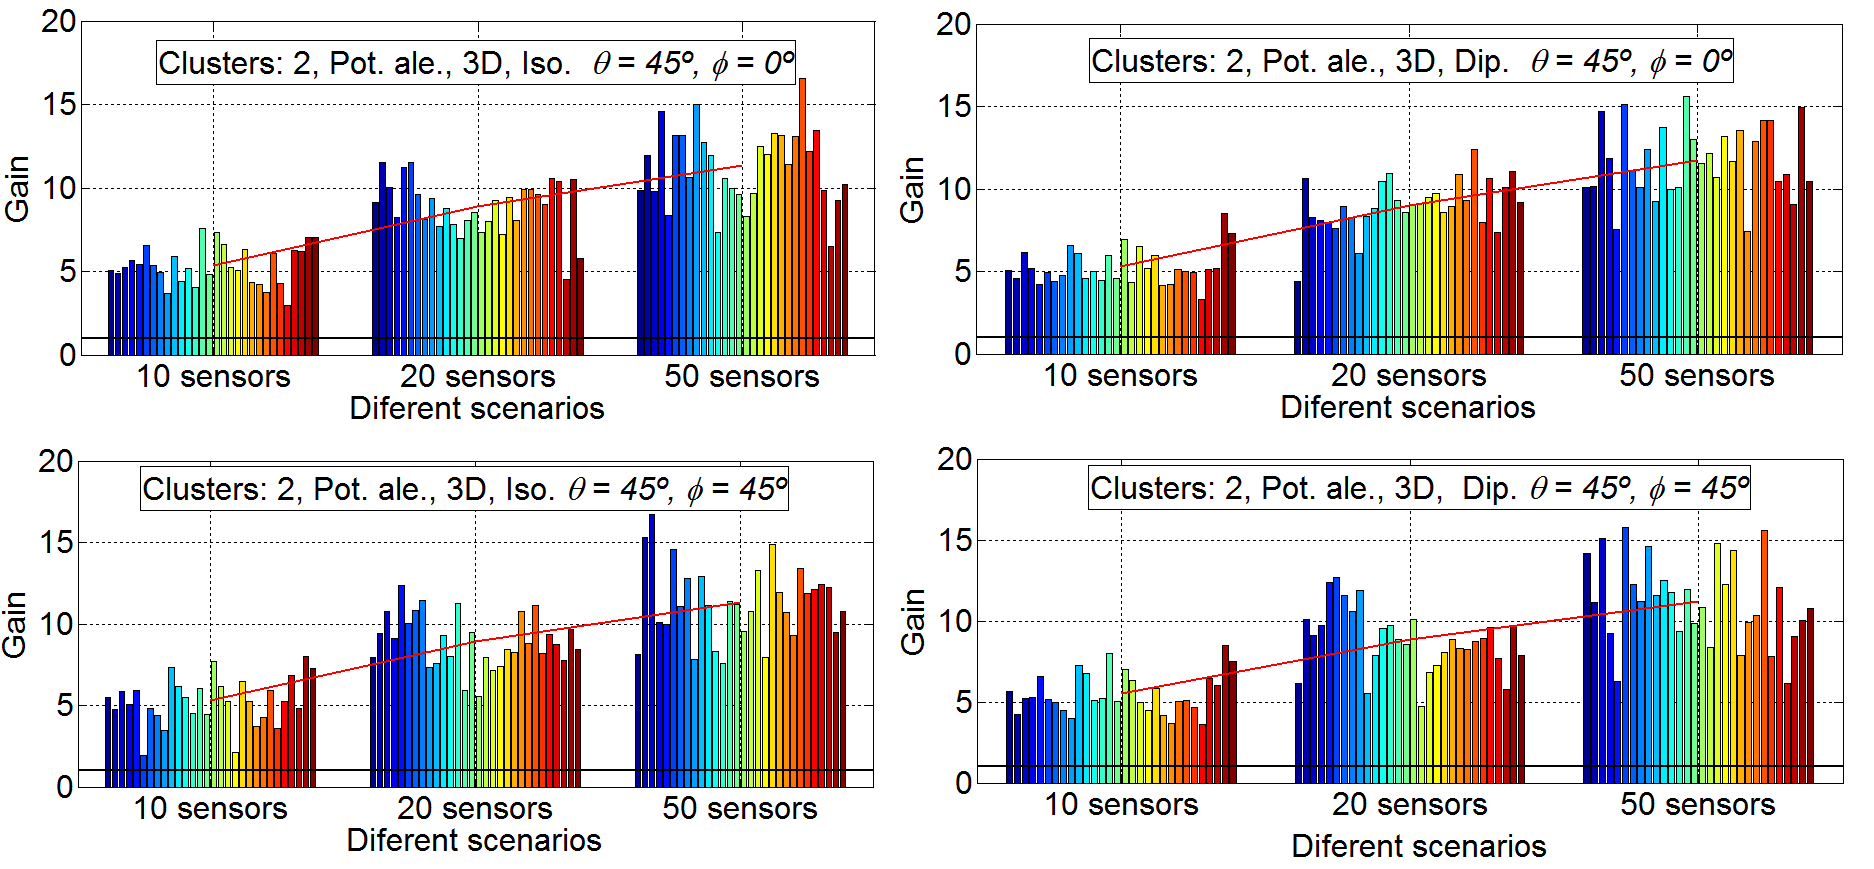 Clusters: 2, Pot. ale., 3D, Iso. θ = 45º, ϕ = 0º
20
15
10
5
0
Gain
10 sensors 20 sensors 50 sensors
Diferent scenarios
Clusters: 2, Pot. ale., 3D, Dip. θ = 45º, ϕ = 0º
20
15
10
5
0
Gain
10 sensors 20 sensors 50 sensors
Diferent scenarios
Clusters: 2, Pot. ale., 3D, Iso. θ = 45º, ϕ = 45º
20
15
10
5
0
Gain
10 sensors 20 sensors 50 sensors
Diferent scenarios
Clusters: 2, Pot. ale., 3D, Dip. θ = 45º, ϕ = 45º
20
15
10
5
0
Gain
10 sensors 20 sensors 50 sensors
Diferent scenarios